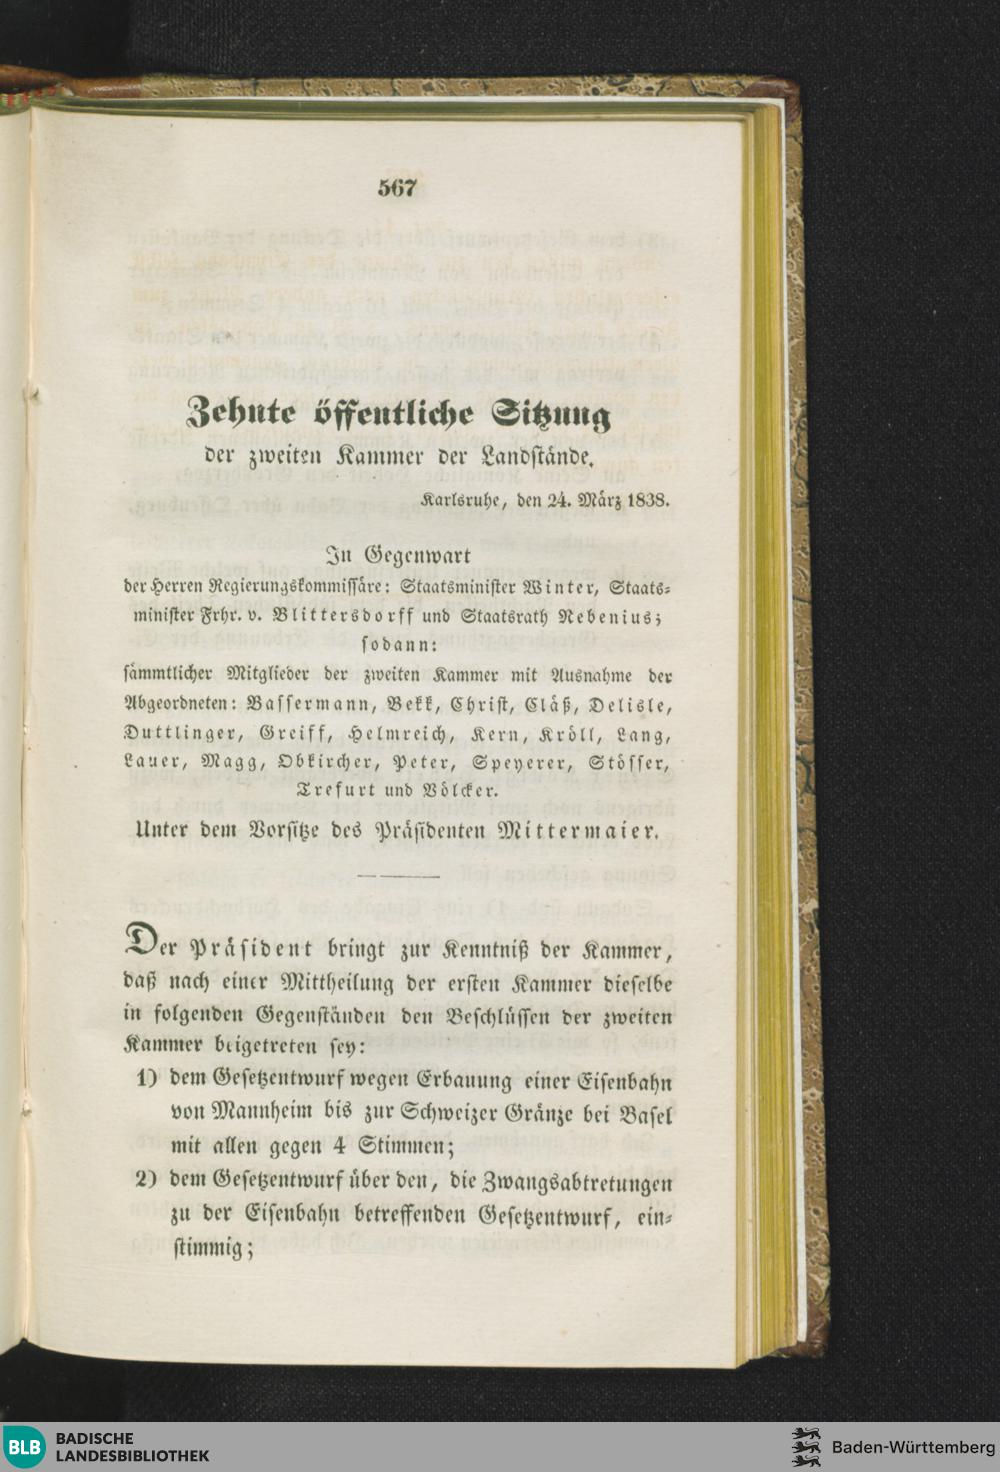 567
Zehnte öffentliche Sitzung
der zweiten Kammer der Landstände.
Karlsruhe, den 24. März 1838.
In Gegenwart
der Herren Regierungskommissäre: Staatsminister Winter, Staats-
minister Frhr. v. Blittersdorff und Staatsrath Nebenius;
sodann:
sämmtlicher Mitglieder der zweiten Kammer mit Ausnahme der
Abgeordneten: Bassermann, Bekk, Christ, Cläß, Delisle,
Duttlinger, Greiff, Helmreich, Kern, Kröll, Lang,
Lauer, Magg, Obkircher, Peter, Speyerer, Stösser,
Trefurt und Völcker.
Unter dem Vorsitze des Präsidenten Mittermaier.
Der Präsident bringt zur Kenntniß der Kammer,
daß nach einer Mittheilung der ersten Kammer dieselbe
in folgenden Gegenständen den Beschlüssen der zweiten
Kammer beigetreten sey:
1) dem Gesetzentwurf wegen Erbauung einer Eisenbahn
von Mannheim bis zur Schweizer Gränze bei Basel
mit allen gegen 4 Stimmen;
2) dem Gesetzentwurf über den, die Zwangsabtretungen
zu der Eisenbahn betreffenden Gesetzentwurf, ein-
stimmig;
BLB BADISCHE
LANDESBIBLIOTHEK
Baden-Württemberg